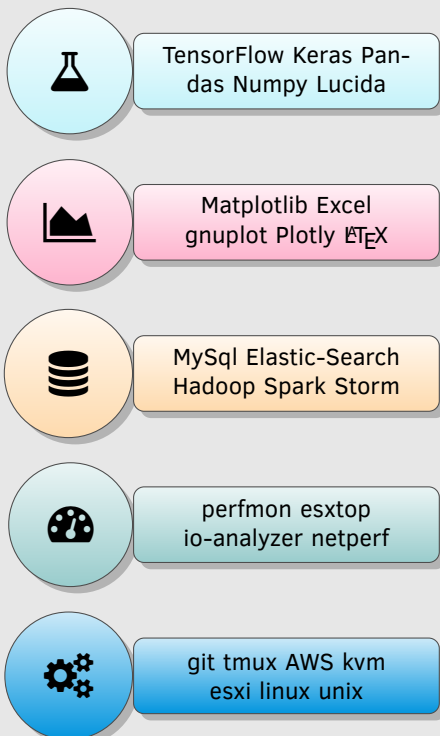 TensorFlow Keras Pan-
das Numpy Lucida
Matplotlib Excel
gnuplot Plotly LATEX
MySql Elastic-Search
Hadoop Spark Storm
perfmon esxtop
io-analyzer netperf
git tmux AWS kvm
esxi linux unix